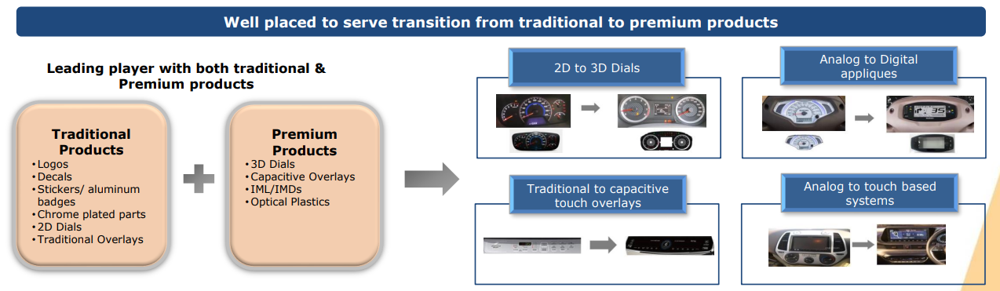 Well placed to serve transition from traditional to premium products
Leading player with both traditional &
Premium products
Traditional
Products
•Logos
•Decals
•Stickers/ aluminum
badges
•Chrome plated parts
•2D Dials
•Traditional Overlays
Premium
Products
•3D Dials
•Capacitive Overlays
•IML/IMDs
•Optical Plastics
2D to 3D Dials
Analog to Digital
appliques
Traditional to capacitive
touch overlays
Analog to touch based
systems